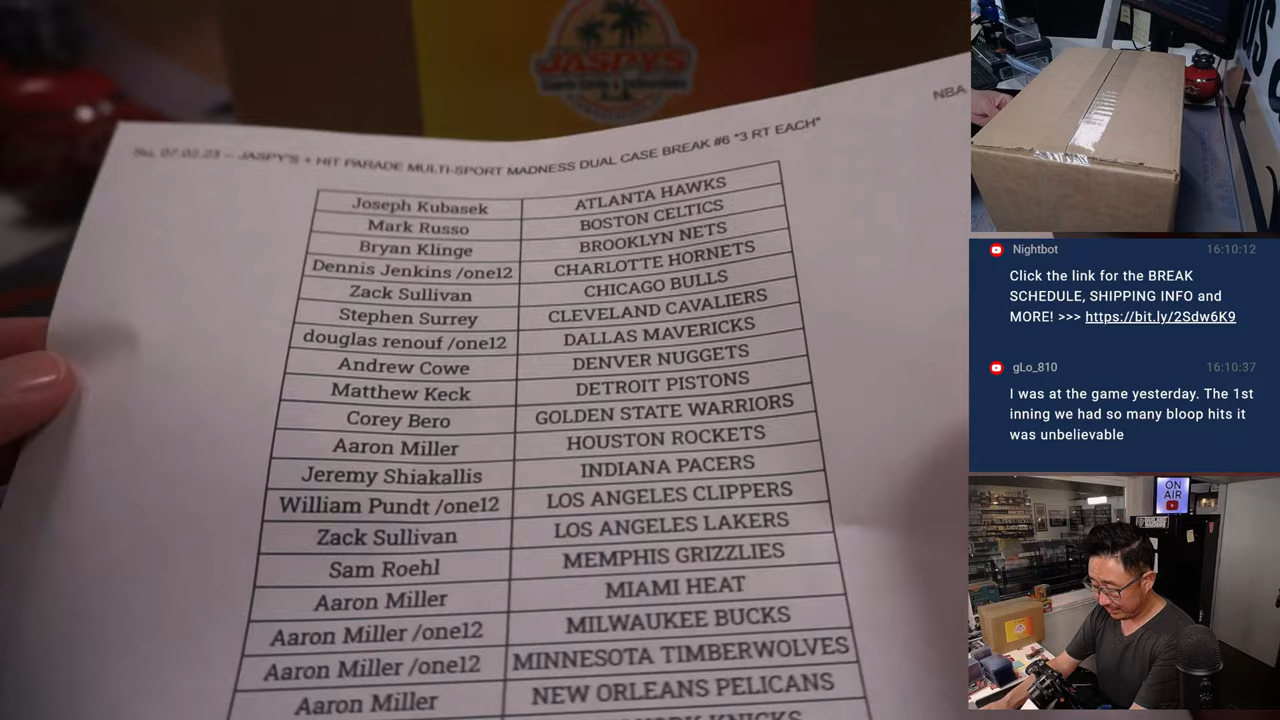 JASPY'S
NBA
Su, 07.02.23 – JASPY'S + HIT PARADE MULTI-SPORT MADNESS DUAL CASE BREAK #6 *3 RT EACH*
Joseph Kubasek ATLANTA HAWKS
Mark Russo BOSTON CELTICS
Bryan Klinge BROOKLYN NETS
Dennis Jenkins /one12 CHARLOTTE HORNETS
Zack Sullivan CHICAGO BULLS
Stephen Surrey CLEVELAND CAVALIERS
douglas renouf /one12 DALLAS MAVERICKS
Andrew Cowe DENVER NUGGETS
Matthew Keck DETROIT PISTONS
Corey Bero GOLDEN STATE WARRIORS
Aaron Miller HOUSTON ROCKETS
Jeremy Shiakallis INDIANA PACERS
William Pundt /one12 LOS ANGELES CLIPPERS
Zack Sullivan LOS ANGELES LAKERS
Sam Roehl MEMPHIS GRIZZLIES
Aaron Miller MIAMI HEAT
Aaron Miller /one12 MILWAUKEE BUCKS
Aaron Miller /one12 MINNESOTA TIMBERWOLVES
Aaron Miller NEW ORLEANS PELICANS
KNICKS
Nightbot 16:10:12
Click the link for the BREAK
SCHEDULE, SHIPPING INFO and
MORE! >>> https://bit.ly/2Sdw6K9
gLo_810 16:10:37
I was at the game yesterday. The 1st
inning we had so many bloop hits it
was unbelievable
ON
AIR